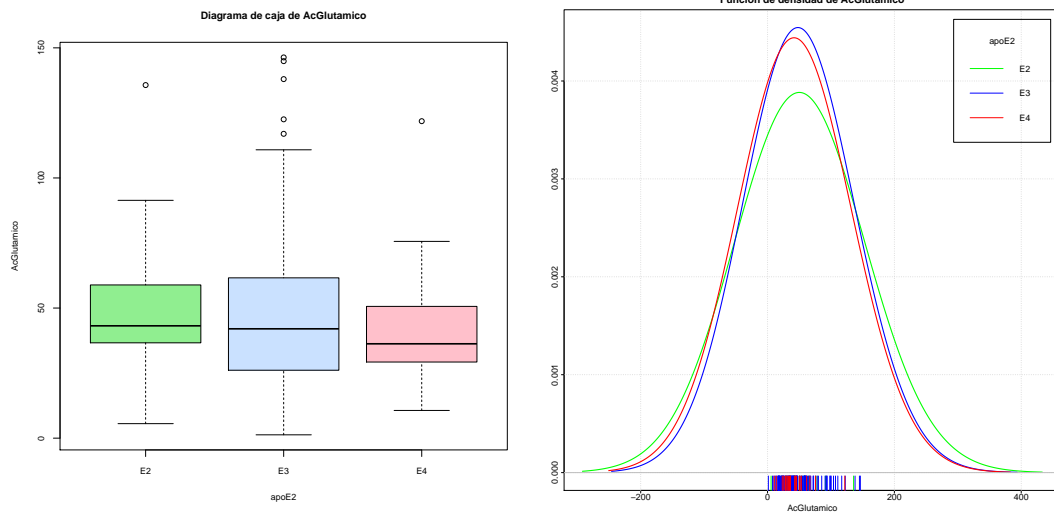 Diagrama de caja de AcGlutamico
150
100
50
0
AcGlutamico
E2
E3
E4
apoE2
Función de densidad de AcGlutamico
apoE2
E2
E3
E4
0.004
0.003
0.002
0.001
0.000
−200
0
200
400
AcGlutamico